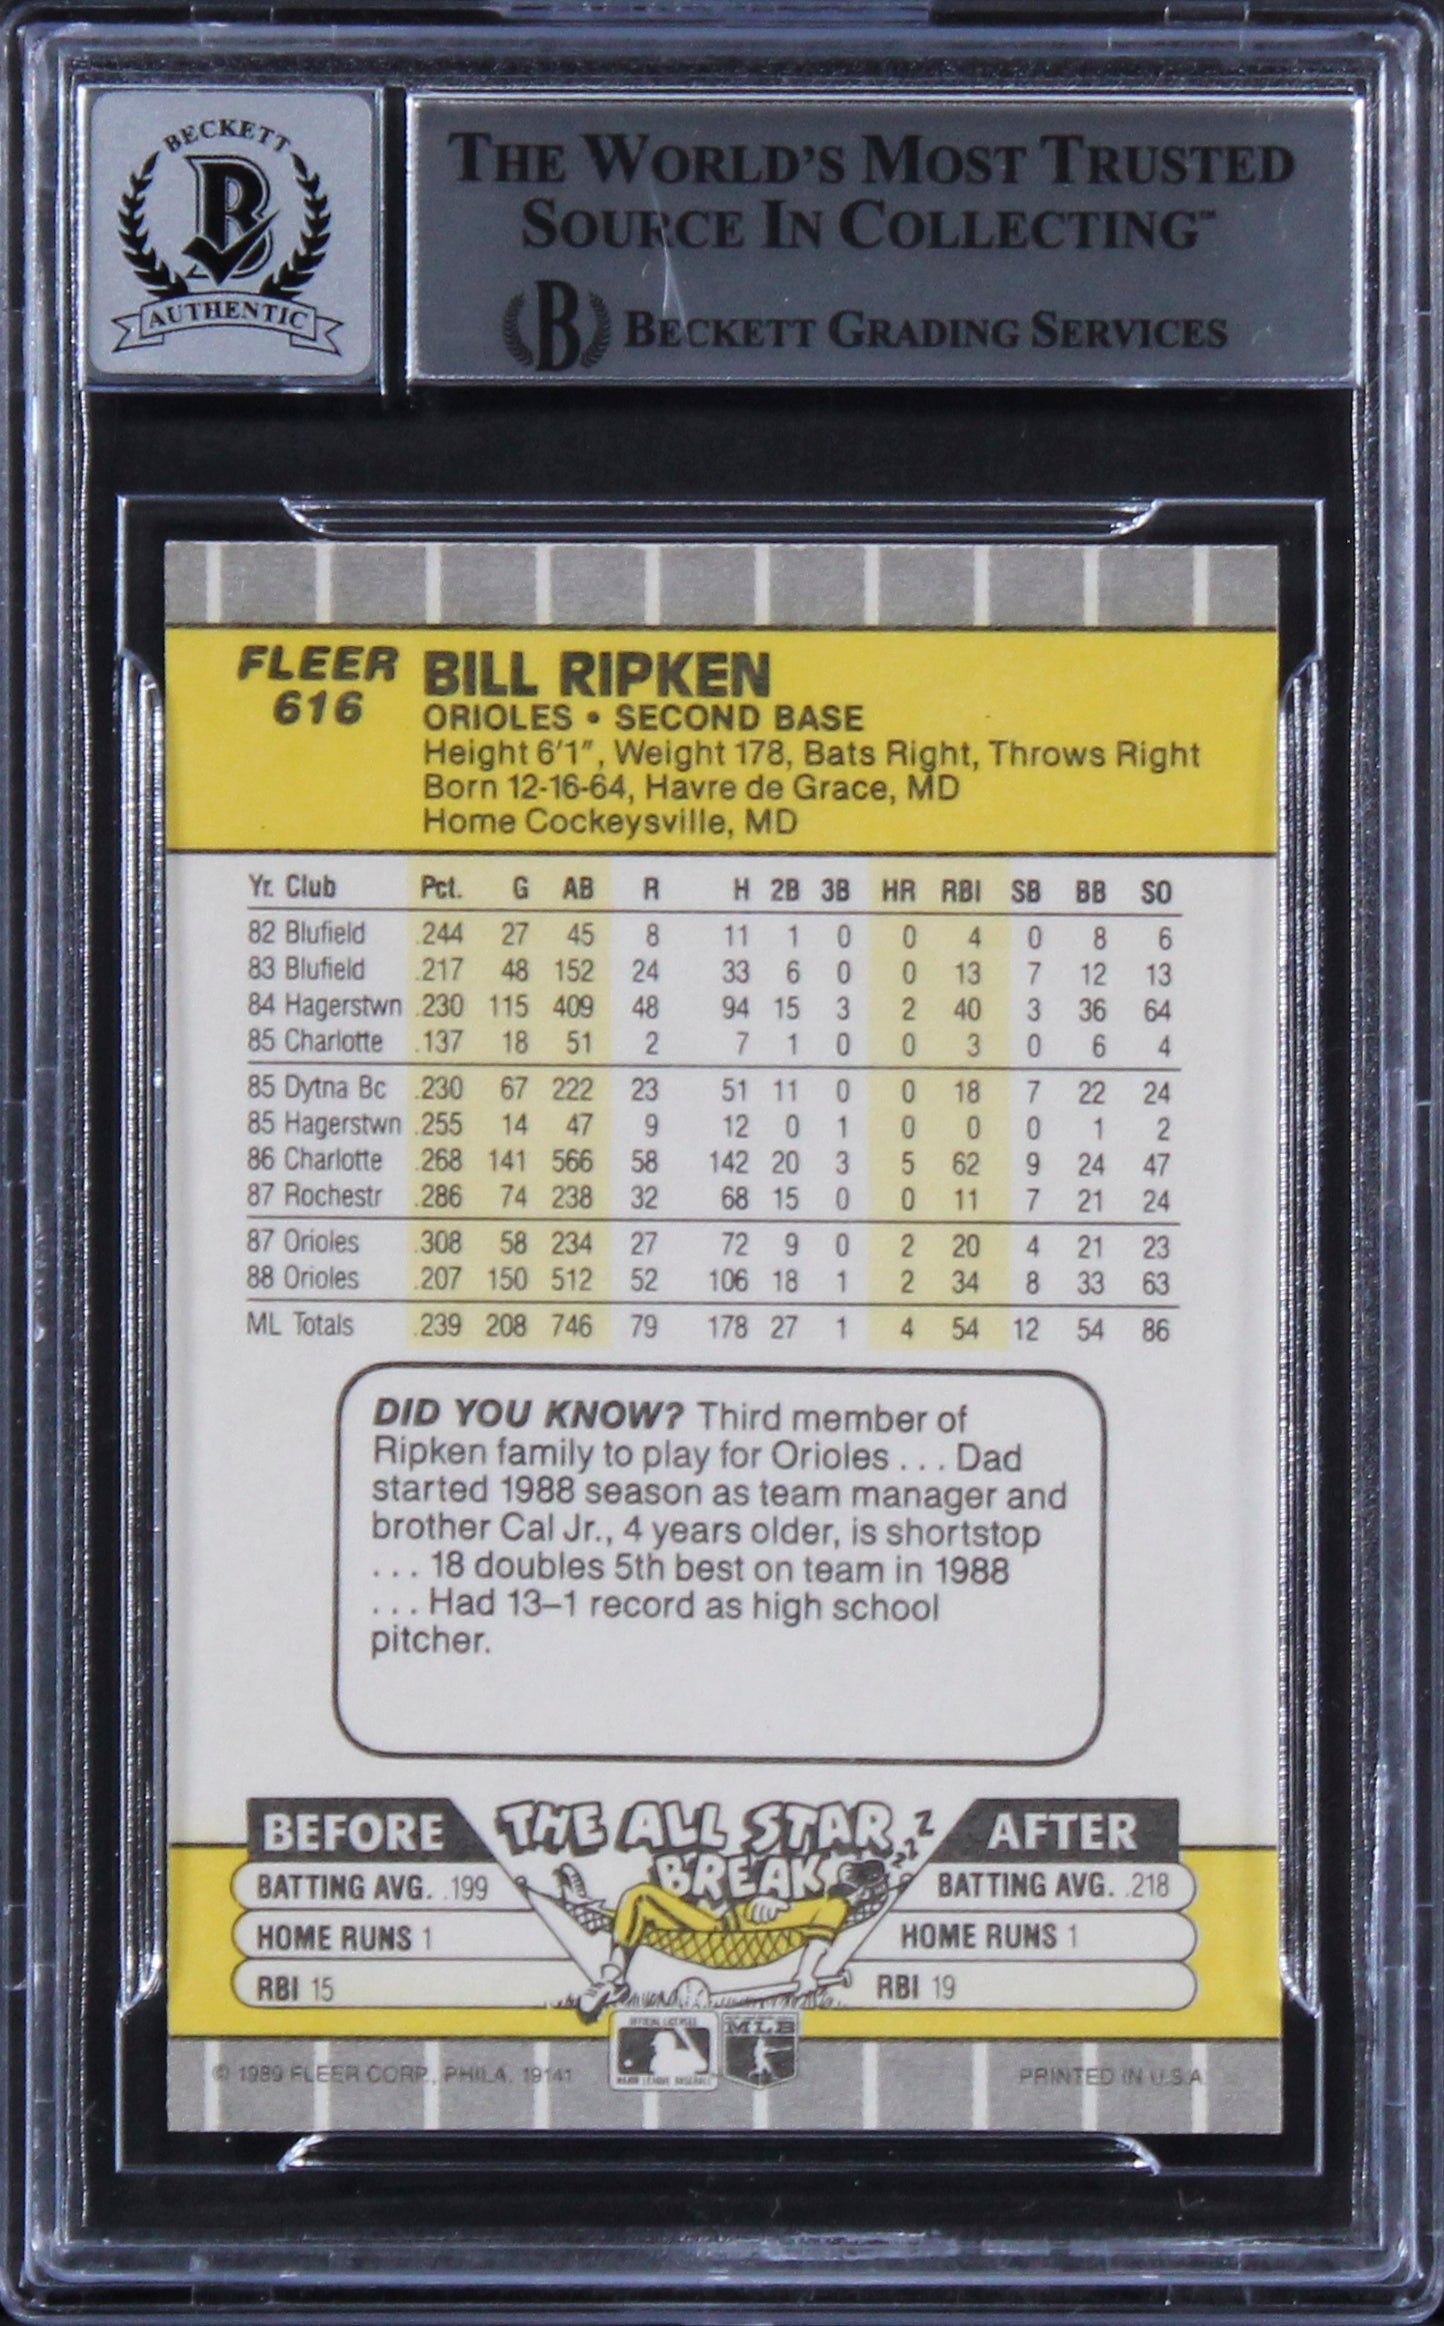 BECKETT
B
AUTHENTIC
THE WORLD'S MOST TRUSTED
SOURCE IN COLLECTING™
B BECKETT GRADING SERVICES
FLEER
616
BILL RIPKEN
ORIOLES • SECOND BASE
Height 6'1", Weight 178, Bats Right, Throws Right
Born 12-16-64, Havre de Grace, MD
Home Cockeysville, MD
Yr. Club Pct. G AB R H 2B 3B HR RBI SB BB SO
82 Blufield .244 27 45 8 11 1 0 0 4 0 8 6
83 Blufield .217 48 152 24 33 6 0 0 13 7 12 13
84 Hagerstwn .230 115 409 48 94 15 3 2 40 3 36 64
85 Charlotte .137 18 51 2 7 1 0 0 3 0 6 4
85 Dytna Bc .230 67 222 23 51 11 0 0 18 7 22 24
85 Hagerstwn .255 14 47 9 12 0 1 0 0 0 1 2
86 Charlotte .268 141 566 58 142 20 3 5 62 9 24 47
87 Rochestr .286 74 238 32 68 15 0 0 11 7 21 24
87 Orioles .308 58 234 27 72 9 0 2 20 4 21 23
88 Orioles .207 150 512 52 106 18 1 2 34 8 33 63
ML Totals .239 208 746 79 178 27 1 4 54 12 54 86
DID YOU KNOW? Third member of
Ripken family to play for Orioles . . . Dad
started 1988 season as team manager and
brother Cal Jr., 4 years older, is shortstop
. . . 18 doubles 5th best on team in 1988
. . . Had 13–1 record as high school
pitcher.
BEFORE
THE ALL STAR
BREAK
zzzZ
AFTER
BATTING AVG. .199
HOME RUNS 1
RBI 15
BATTING AVG. .218
HOME RUNS 1
RBI 19
OFFICIAL LICENSEE
MAJOR LEAGUE BASEBALL
MLB
© 1989 FLEER CORP., PHILA. 19141
PRINTED IN U.S.A.